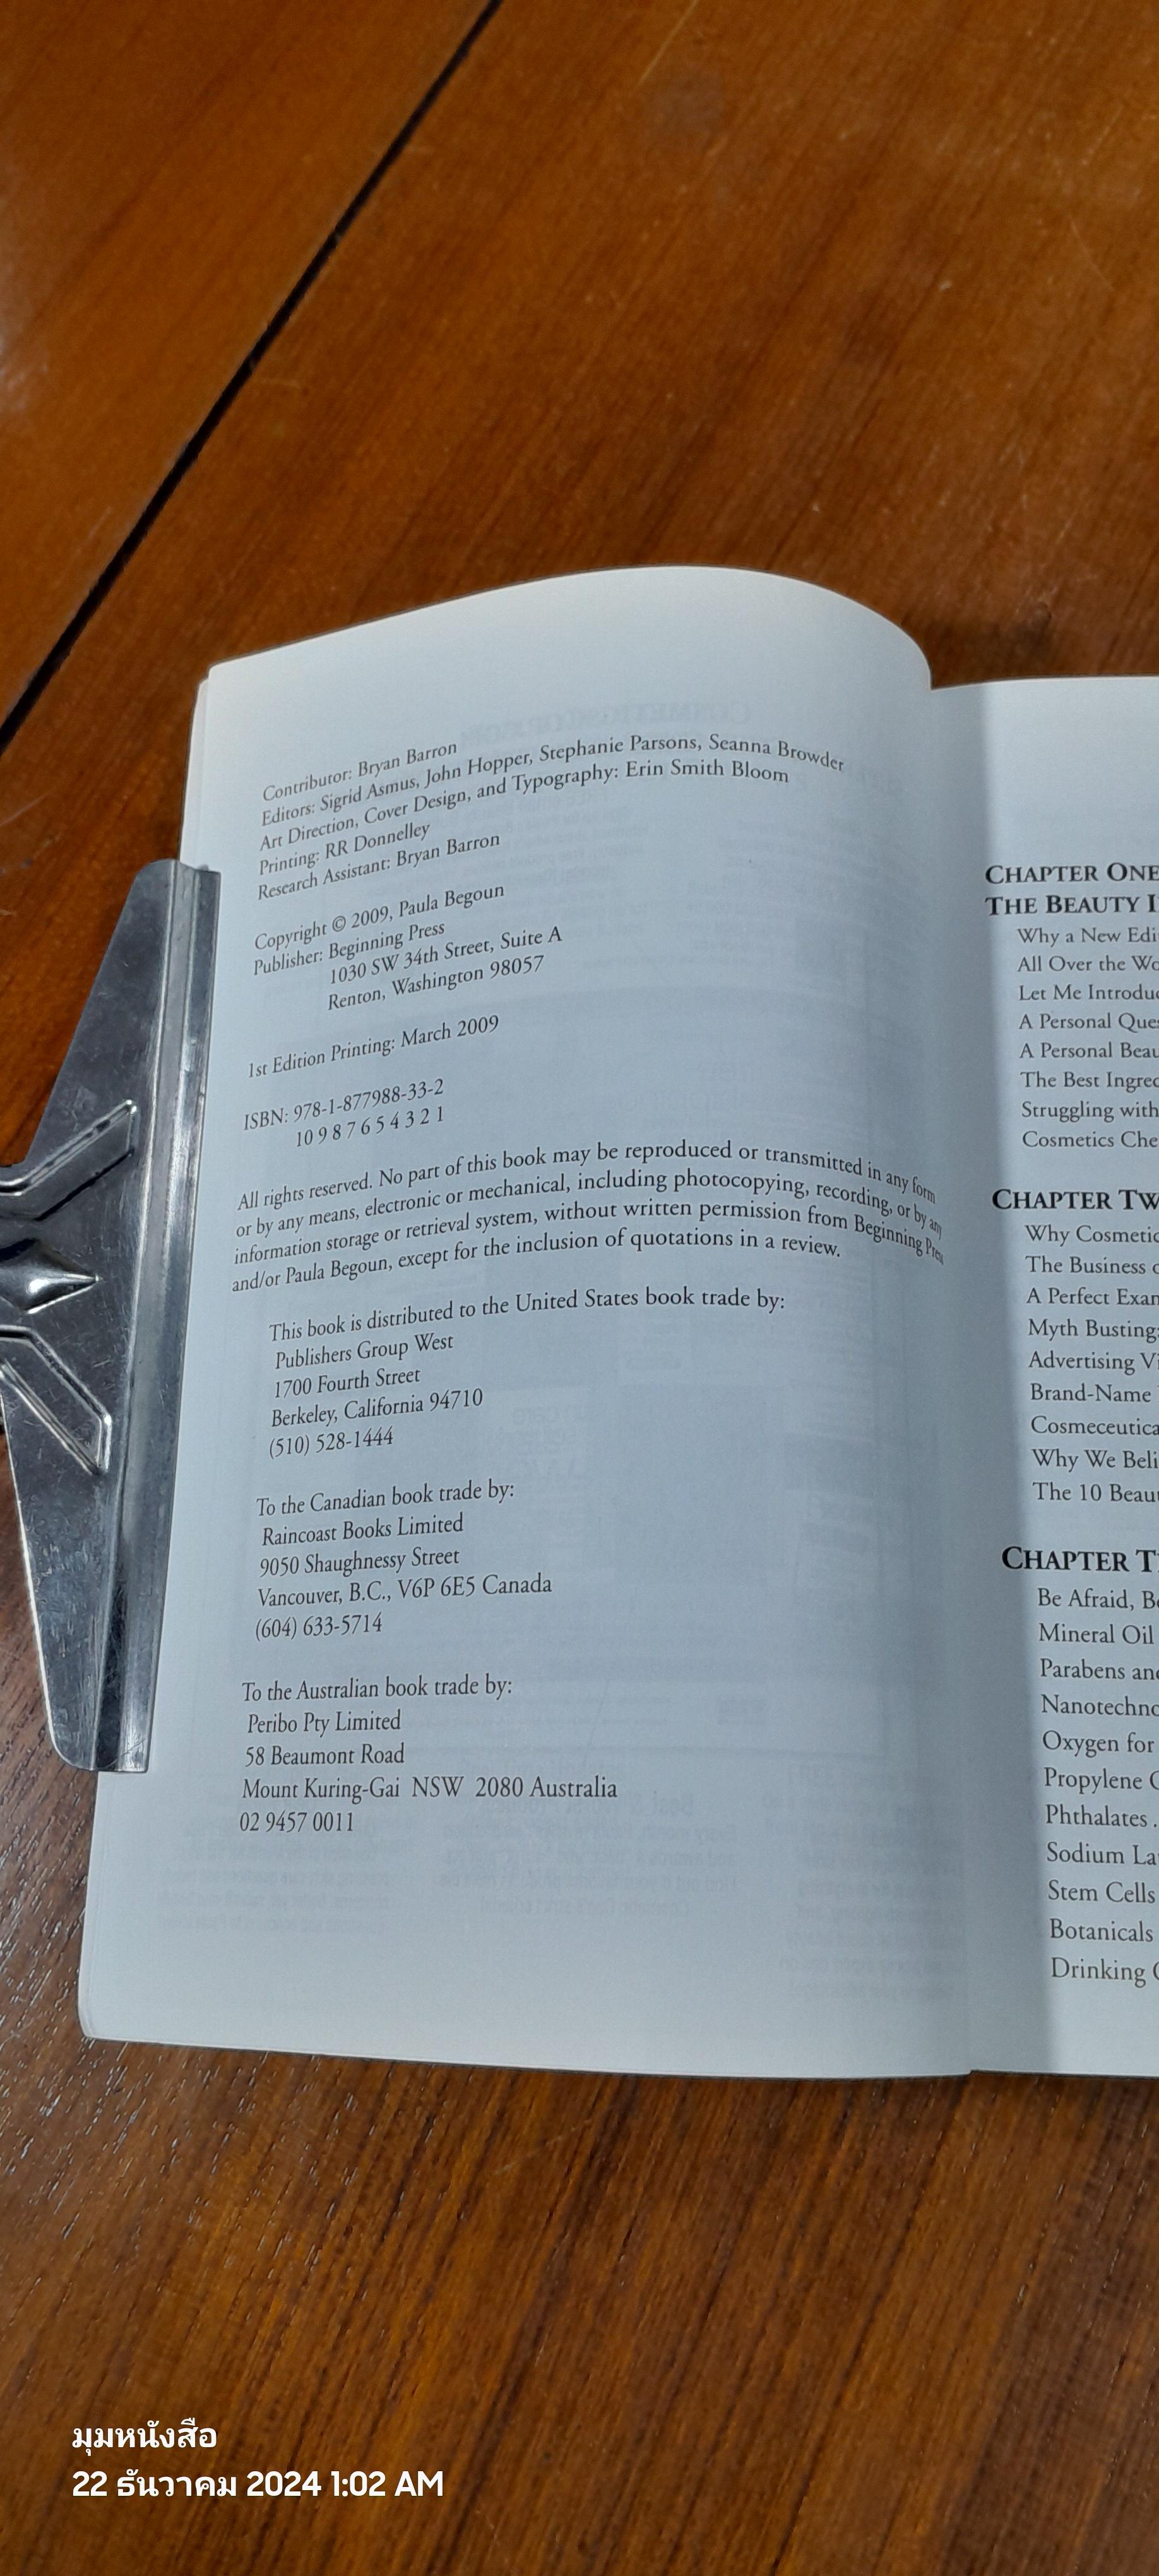 Contributor: Bryan Barron
Editors: Sigrid Asmus, John Hopper, Stephanie Parsons, Seanna Browder
Art Direction, Cover Design, and Typography: Erin Smith Bloom
Printing: RR Donnelley
Research Assistant: Bryan Barron
Copyright © 2009, Paula Begoun
Publisher: Beginning Press
1030 SW 34th Street, Suite A
Renton, Washington 98057
1st Edition Printing: March 2009
ISBN: 978-1-877988-33-2
10 9 8 7 6 5 4 3 2 1
All rights reserved. No part of this book may be reproduced or transmitted in any form
or by any means, electronic or mechanical, including photocopying, recording, or by any
information storage or retrieval system, without written permission from Beginning Press
and/or Paula Begoun, except for the inclusion of quotations in a review.
This book is distributed to the United States book trade by:
Publishers Group West
1700 Fourth Street
Berkeley, California 94710
(510) 528-1444
To the Canadian book trade by:
Raincoast Books Limited
9050 Shaughnessy Street
Vancouver, B.C., V6P 6E5 Canada
(604) 633-5714
To the Australian book trade by:
Peribo Pty Limited
58 Beaumont Road
Mount Kuring-Gai NSW 2080 Australia
02 9457 0011
CHAPTER ONE
THE BEAUTY
Why a New
All Over the
Let Me
A Personal
A Personal
The Best
Struggling with
Cosmetics
CHAPTER
Why
The Business
A Perfect
Myth Busting:
Advertising
Brand-Name
Why We
The 10
CHAPTER
Be Afraid,
Mineral Oil
Parabens
Oxygen for
Propylene
Phthalates .
Sodium
Stem Cells
Botanicals
Drinking
มุมหนังสือ
22 ธันวาคม 2024 1:02 AM